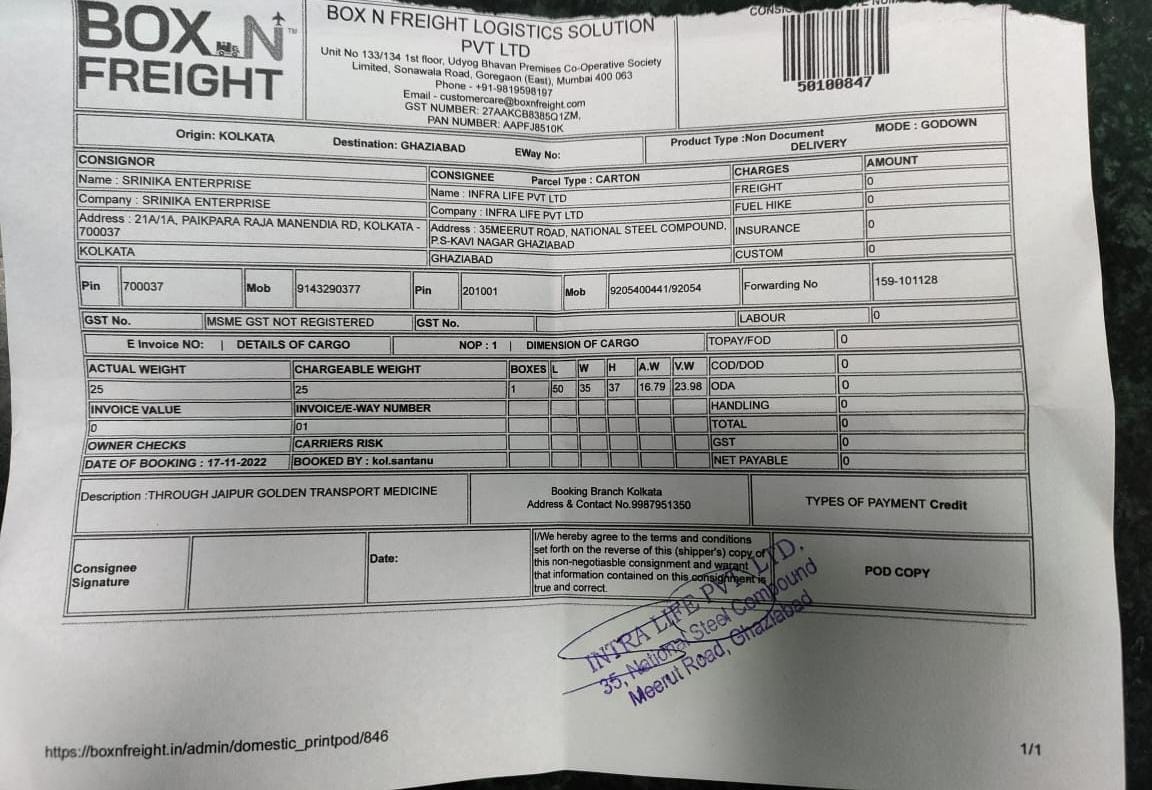 BOX N
FREIGHT
TM
BOX N FREIGHT LOGISTICS SOLUTION
PVT LTD
Unit No 133/134 1st floor, Udyog Bhavan Premises Co-Operative Society
Limited, Sonawala Road, Goregaon (East), Mumbai 400 063
Phone - +91-9819598197
Email - customercare@boxnfreight.com
GST NUMBER: 27AAKCB8385Q1ZM,
PAN NUMBER: AAPFJ8510K
50100847
Origin: KOLKATA Destination: GHAZIABAD EWay No: Product Type :Non Document MODE : GODOWN
DELIVERY
CONSIGNOR CONSIGNEE Parcel Type : CARTON CHARGES AMOUNT
Name : SRINIKA ENTERPRISE Name : INFRA LIFE PVT LTD FREIGHT 0
Company : SRINIKA ENTERPRISE Company : INFRA LIFE PVT LTD FUEL HIKE 0
Address : 21A/1A, PAIKPARA RAJA MANENDIA RD, KOLKATA - Address : 35MEERUT ROAD, NATIONAL STEEL COMPOUND, INSURANCE 0
700037 P.S-KAVI NAGAR GHAZIABAD
KOLKATA GHAZIABAD CUSTOM 0
Pin 700037 Mob 9143290377 Pin 201001 Mob 9205400441/92054 Forwarding No 159-101128
GST No. MSME GST NOT REGISTERED GST No. LABOUR 0
E Invoice NO: | DETAILS OF CARGO NOP : 1 | DIMENSION OF CARGO TOPAY/FOD 0
ACTUAL WEIGHT CHARGEABLE WEIGHT BOXES L W H A.W V.W COD/DOD 0
25 25 1 50 35 37 16.79 23.98 ODA 0
INVOICE VALUE INVOICE/E-WAY NUMBER HANDLING 0
0 01 TOTAL 0
OWNER CHECKS CARRIERS RISK GST 0
DATE OF BOOKING : 17-11-2022 BOOKED BY : kol.santanu NET PAYABLE 0
Description :THROUGH JAIPUR GOLDEN TRANSPORT MEDICINE Booking Branch Kolkata TYPES OF PAYMENT Credit
Address & Contact No.9987951350
Consignee
Signature
Date:
I/We hereby agree to the terms and conditions
set forth on the reverse of this (shipper's) copy of
this non-negotiasble consignment and warant
that information contained on this consignment is
true and correct.
POD COPY
INTRA LIFE PVT. LTD.
35, National Steel Compound
Meerut Road, Ghaziabad
https://boxnfreight.in/admin/domestic_printpod/846 1/1